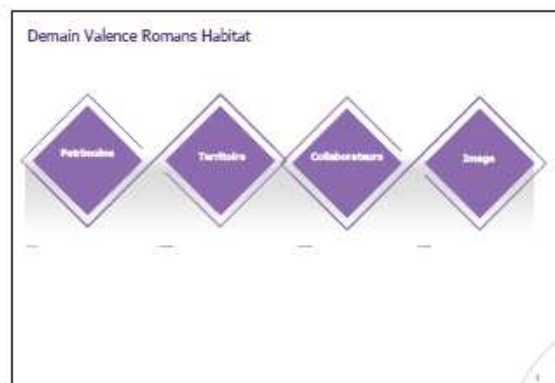 Demain Valence Romans Habitat
Patrimoine
Territoire
Collaborateurs
Image